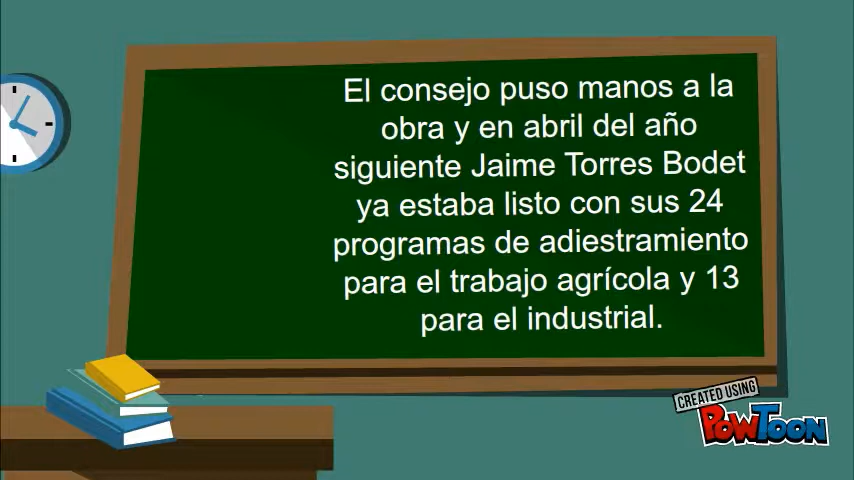 El consejo puso manos a la
obra y en abril del año
siguiente Jaime Torres Bodet
ya estaba listo con sus 24
programas de adiestramiento
para el trabajo agrícola y 13
para el industrial.
CREATED USING
POWTOON